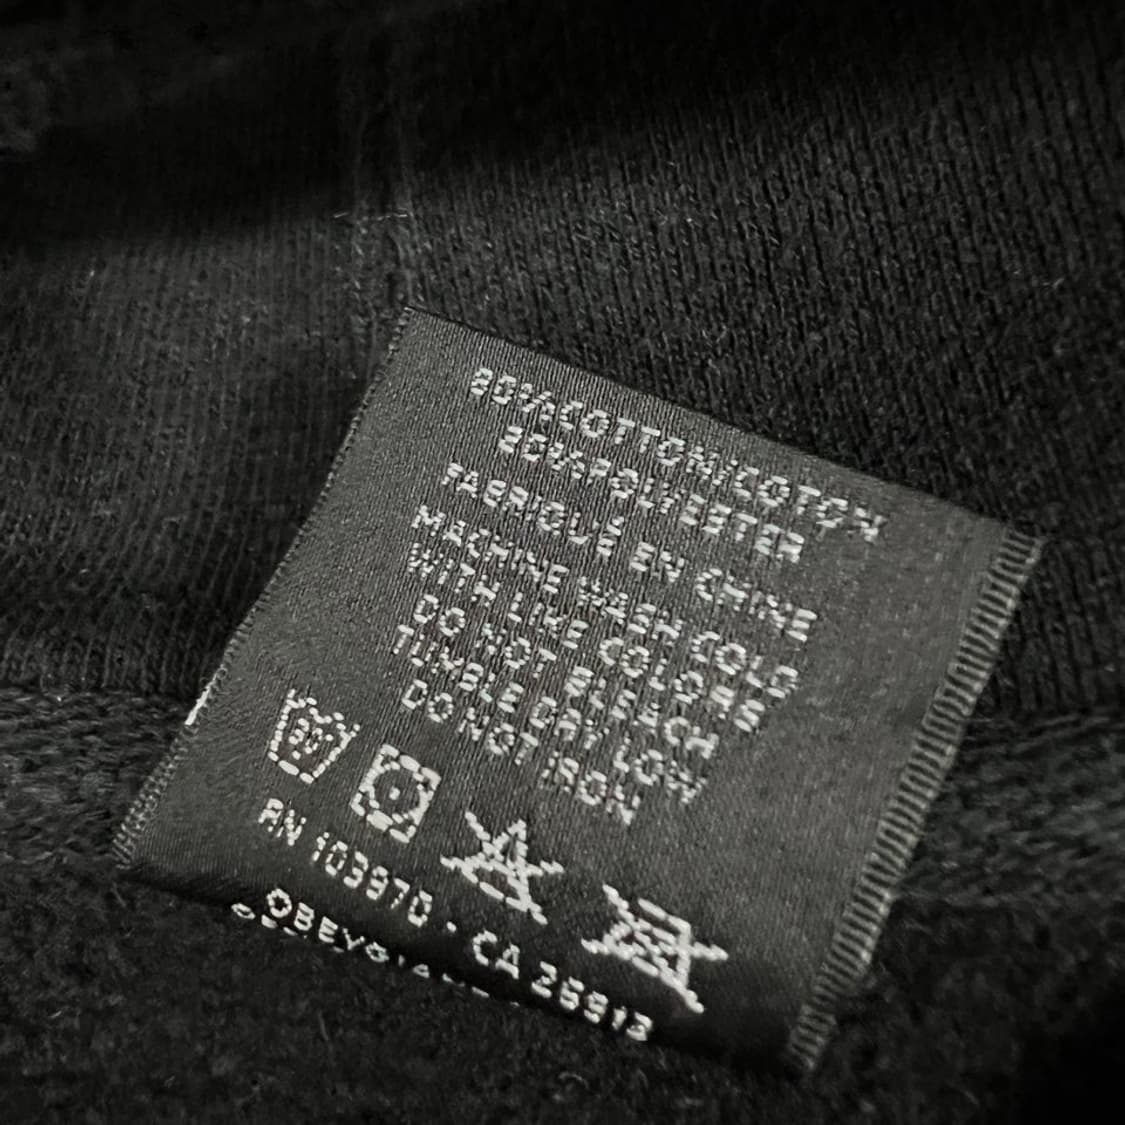 80%COTTON/COTON
20%POLYESTER
FABRIQUÉ EN CHINE
MACHINE WASH COLD
WITH LIKE COLORS
DO NOT BLEACH
TUMBLE DRY LOW
DO NOT IRON
30
RN 103970 · CA 25913